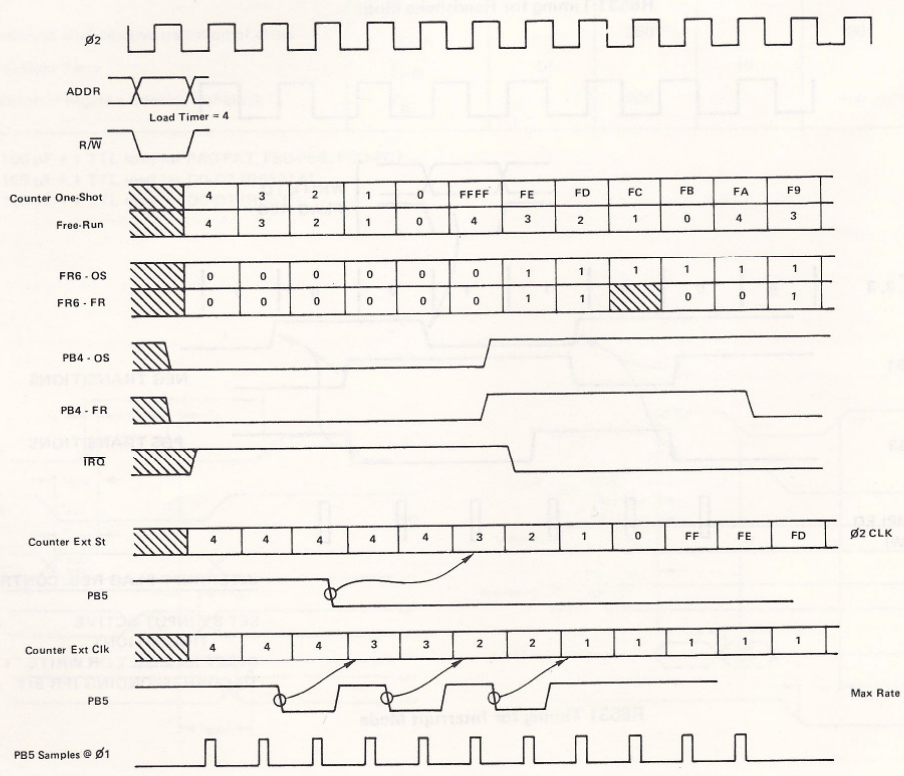 Ø2
ADDR
Load Timer = 4
R/W
Counter One-Shot 4 3 2 1 0 FFFF FE FD FC FB FA F9
Free-Run 4 3 2 1 0 4 3 2 1 0 4 3
FR6 - OS 0 0 0 0 0 0 1 1 1 1 1 1
FR6 - FR 0 0 0 0 0 0 1 1 0 0 1
PB4 - OS
PB4 - FR
IRQ
Counter Ext St 4 4 4 4 4 3 2 1 0 FF FE FD Ø2 CLK
PB5
Counter Ext Clk 4 4 4 3 3 2 2 1 1 1 1 1
PB5 Max Rate
PB5 Samples @ Ø1